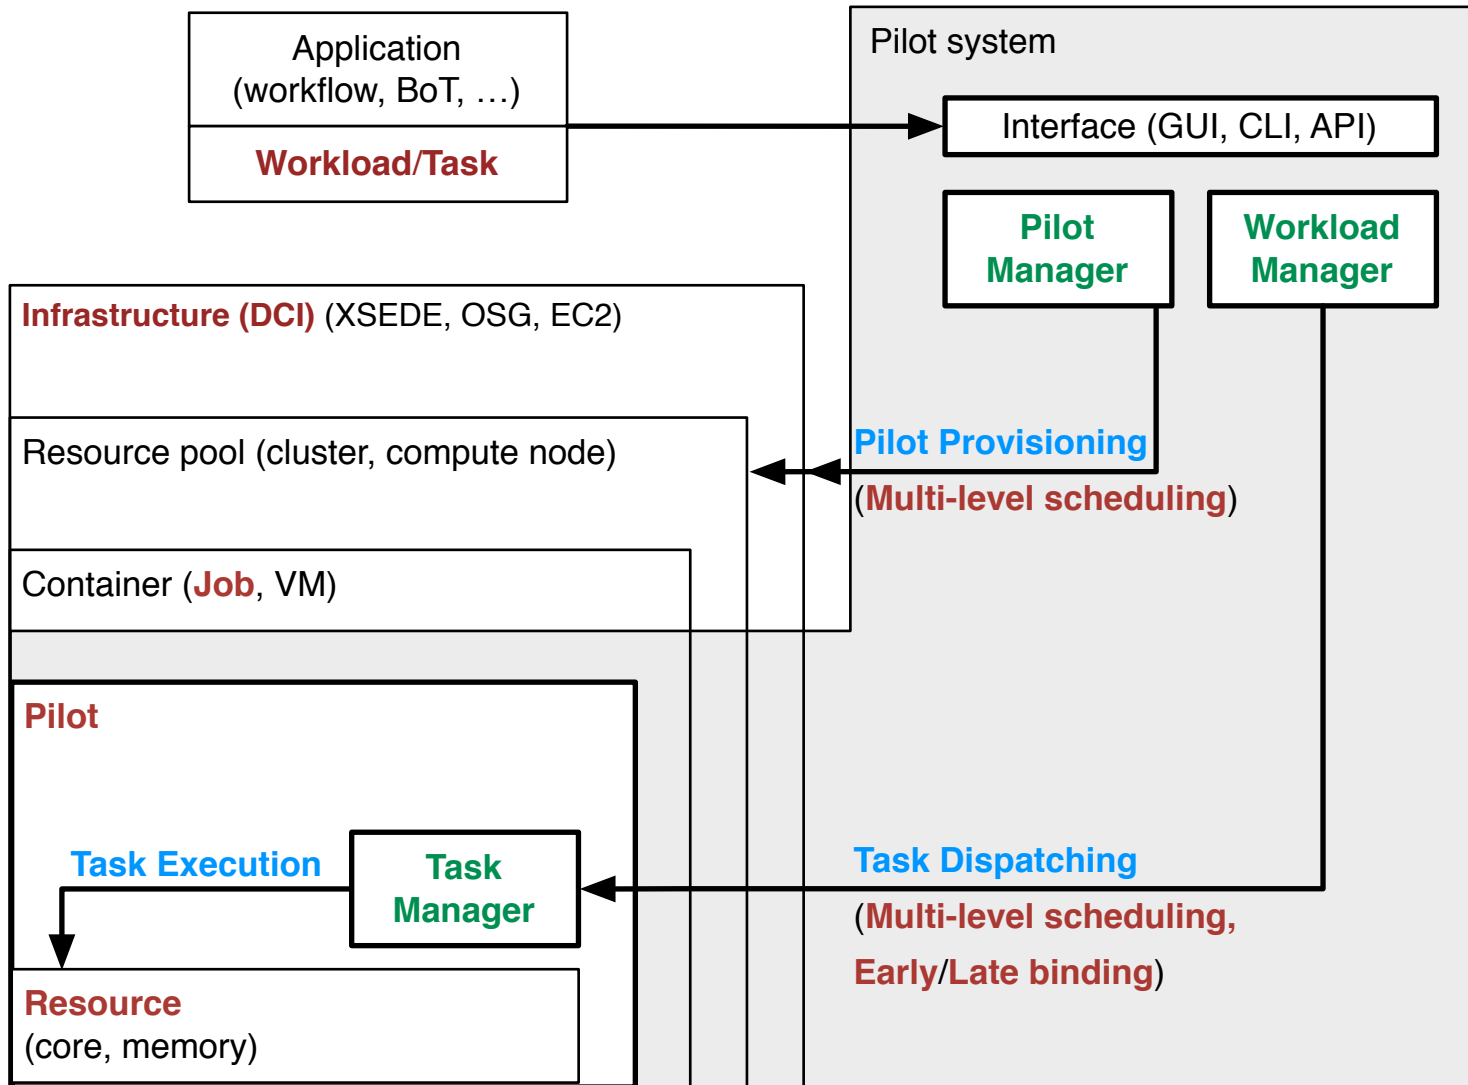 Application
(workflow, BoT, …)
Workload/Task
Pilot system
Interface (GUI, CLI, API)
Pilot
Manager
Workload
Manager
Infrastructure (DCI) (XSEDE, OSG, EC2)
Resource pool (cluster, compute node)
Pilot Provisioning
(Multi-level scheduling)
Container (Job, VM)
Pilot
Task Execution
Task
Manager
Task Dispatching
(Multi-level scheduling,
Early/Late binding)
Resource
(core, memory)